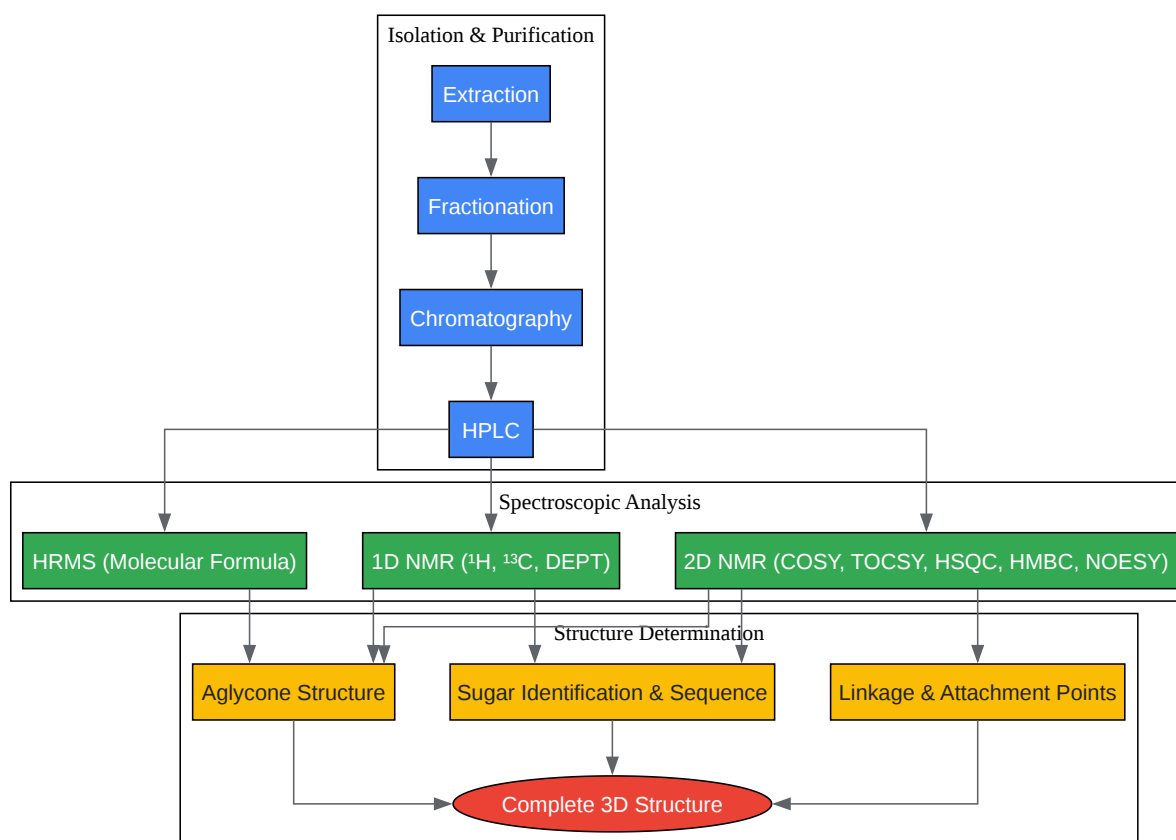 Isolation & Purification
Extraction
Fractionation
Chromatography
HPLC
Spectroscopic Analysis
HRMS (Molecular Formula)
1D NMR (¹H, ¹³C, DEPT)
2D NMR (COSY, TOCSY, HSQC, HMBC, NOESY)
Structure Determination
Aglycone Structure
Sugar Identification & Sequence
Linkage & Attachment Points
Complete 3D Structure